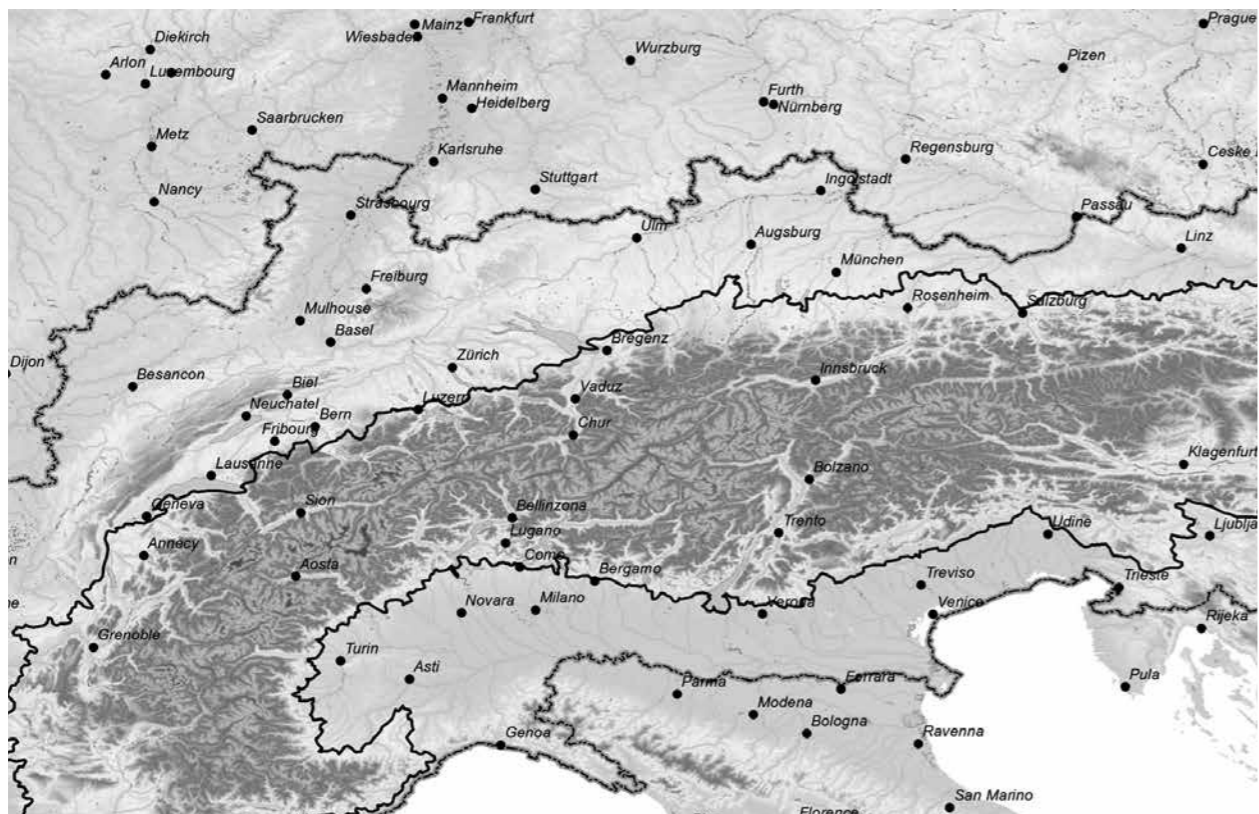 Frankfurt
Mainz
Prague
Wiesbaden
Diekirch
Wurzburg
Pizen
Arlon
Luxembourg
Mannheim
Furth
Heidelberg
Nürnberg
Saarbrucken
Metz
Karlsruhe
Regensburg
Ceske
Stuttgart
Ingolstadt
Nancy
Strasbourg
Passau
Ulm
Augsburg
Linz
München
Freiburg
Mulhouse
Rosenheim
Salzburg
Basel
Bregenz
Dijon
Zürich
Besancon
Innsbruck
Biel
Vaduz
Neuchatel
Bern
Luzern
Fribourg
Chur
Lausanne
Bolzano
Klagenfurt
Geneva
Sion
Bellinzona
Trento
Udine
Ljublja
Lugano
Annecy
Como
Aosta
Bergamo
Treviso
Trieste
Novara
Milano
Verona
Venice
Rijeka
Grenoble
Turin
Asti
Parma
Ferrara
Pula
Modena
Bologna
Genoa
Ravenna
San Marino
Florence